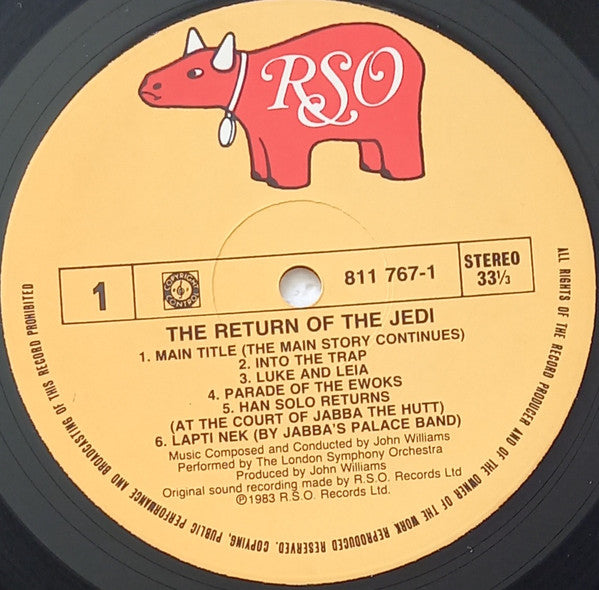 RSO
1
COPYRIGHT
CONTROL
811 767-1
STEREO
33⅓
THE RETURN OF THE JEDI
1. MAIN TITLE (THE MAIN STORY CONTINUES)
2. INTO THE TRAP
3. LUKE AND LEIA
4. PARADE OF THE EWOKS
5. HAN SOLO RETURNS
(AT THE COURT OF JABBA THE HUTT)
6. LAPTI NEK (BY JABBA'S PALACE BAND)
Music Composed and Conducted by John Williams
Performed by The London Symphony Orchestra
Produced by John Williams
Original sound recording made by R.S.O. Records Ltd
℗1983 R.S.O. Records Ltd.
ALL RIGHTS OF THE RECORD PRODUCER AND OF THE OWNER OF THE WORK REPRODUCED RESERVED. COPYING, PUBLIC PERFORMANCE AND BROADCASTING OF THIS RECORD PROHIBITED